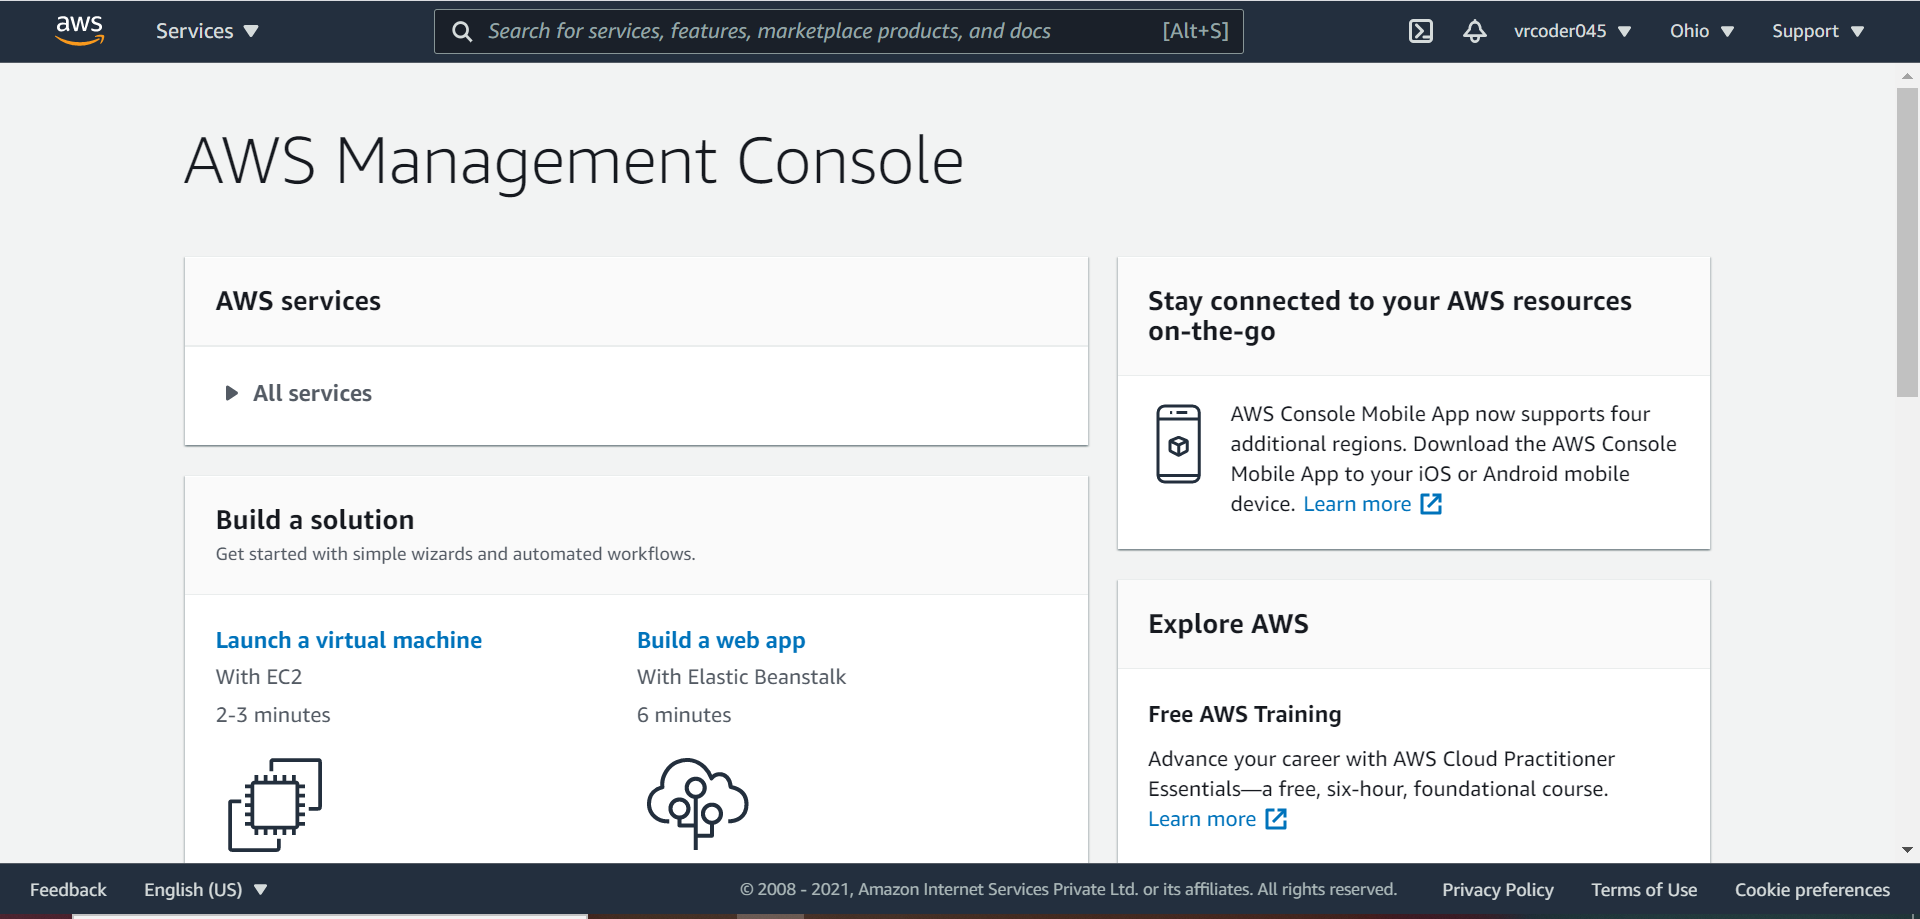 aws Services Search for services, features, marketplace products, and docs [Alt+S] vrcoder045 Ohio Support
AWS Management Console
AWS services
All services
Build a solution
Get started with simple wizards and automated workflows.
Launch a virtual machine
With EC2
2-3 minutes
Build a web app
With Elastic Beanstalk
6 minutes
Stay connected to your AWS resources
on-the-go
AWS Console Mobile App now supports four
additional regions. Download the AWS Console
Mobile App to your iOS or Android mobile
device. Learn more
Explore AWS
Free AWS Training
Advance your career with AWS Cloud Practitioner
Essentials—a free, six-hour, foundational course.
Learn more
Feedback English (US) © 2008 - 2021, Amazon Internet Services Private Ltd. or its affiliates. All rights reserved. Privacy Policy Terms of Use Cookie preferences